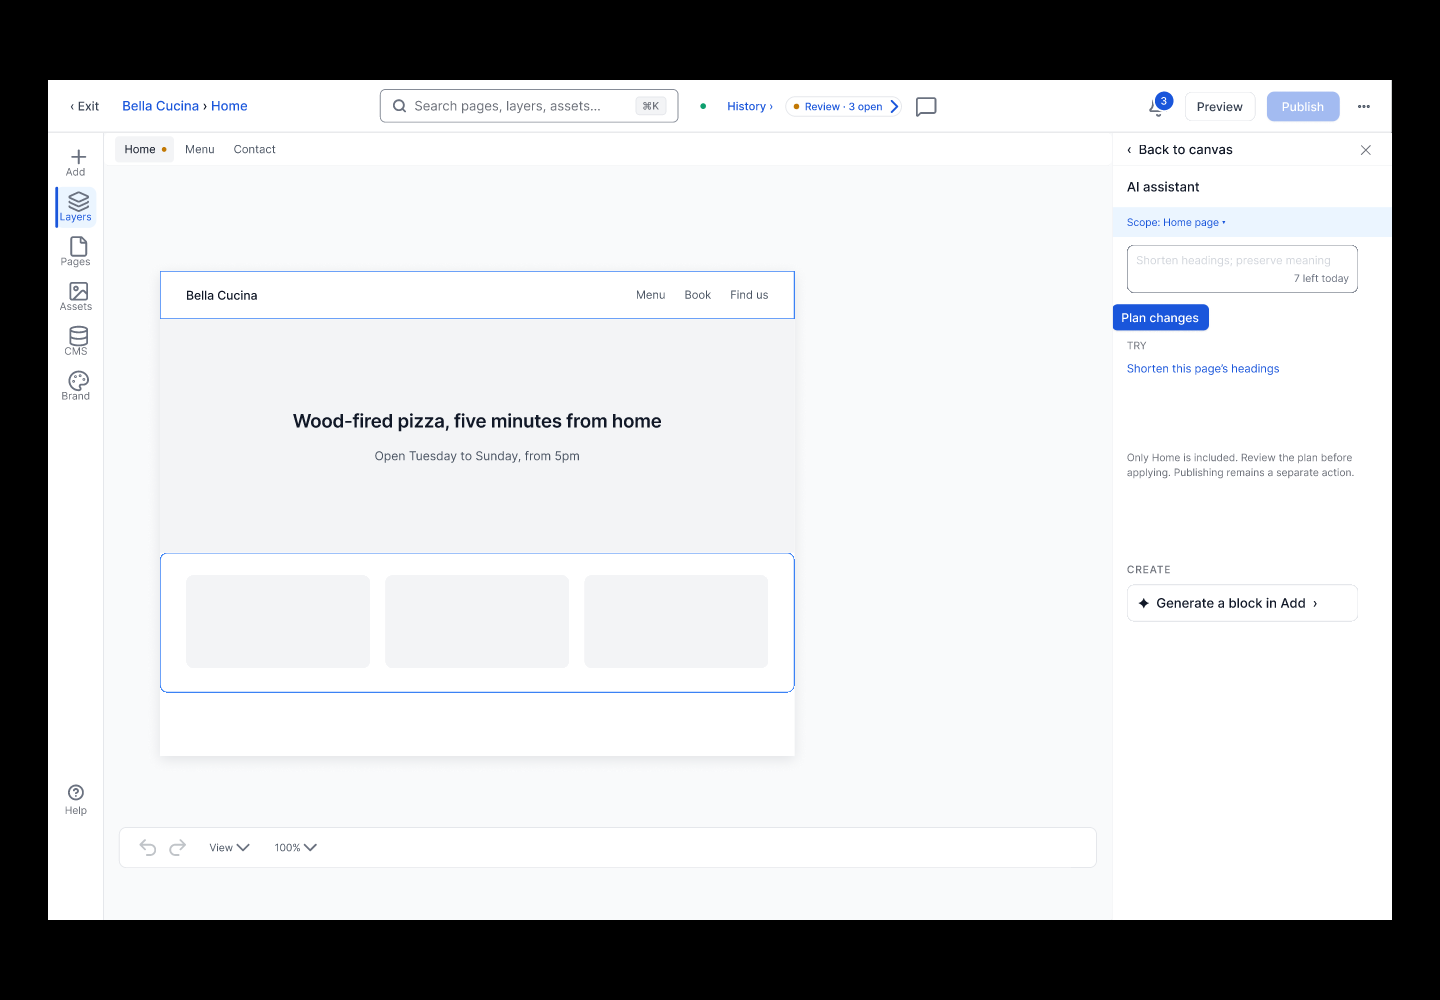 ‹ Exit
Bella Cucina › Home
Search pages, layers, assets...
⌘K
History ›
Review · 3 open
3
Preview
Publish
Add
Layers
Pages
Assets
CMS
Brand
Help
Home
Menu
Contact
Bella Cucina
Menu
Book
Find us
Wood-fired pizza, five minutes from home
Open Tuesday to Sunday, from 5pm
View
100%
‹ Back to canvas
AI assistant
Scope: Home page
Shorten headings; preserve meaning
7 left today
Plan changes
TRY
Shorten this page's headings
Only Home is included. Review the plan before
applying. Publishing remains a separate action.
CREATE
Generate a block in Add ›